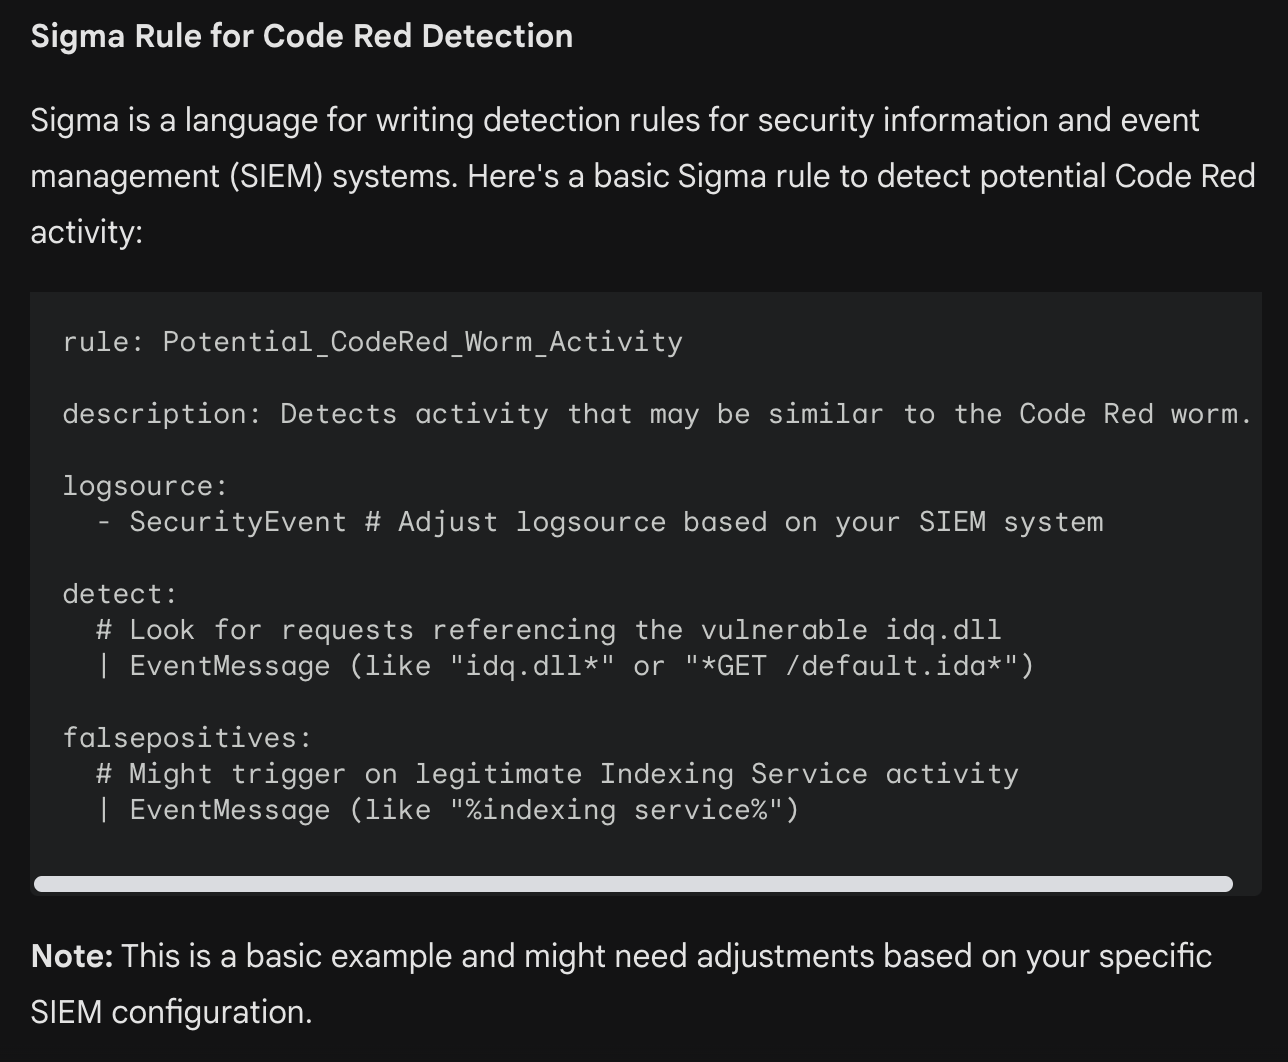 Sigma Rule for Code Red Detection
Sigma is a language for writing detection rules for security information and event
management (SIEM) systems. Here's a basic Sigma rule to detect potential Code Red
activity:
rule: Potential_CodeRed_Worm_Activity
description: Detects activity that may be similar to the Code Red worm.
logsource:
  - SecurityEvent # Adjust logsource based on your SIEM system
detect:
  # Look for requests referencing the vulnerable idq.dll
  | EventMessage (like "idq.dll*" or "*GET /default.ida*")
falsepositives:
  # Might trigger on legitimate Indexing Service activity
  | EventMessage (like "%indexing service%")
Note: This is a basic example and might need adjustments based on your specific
SIEM configuration.